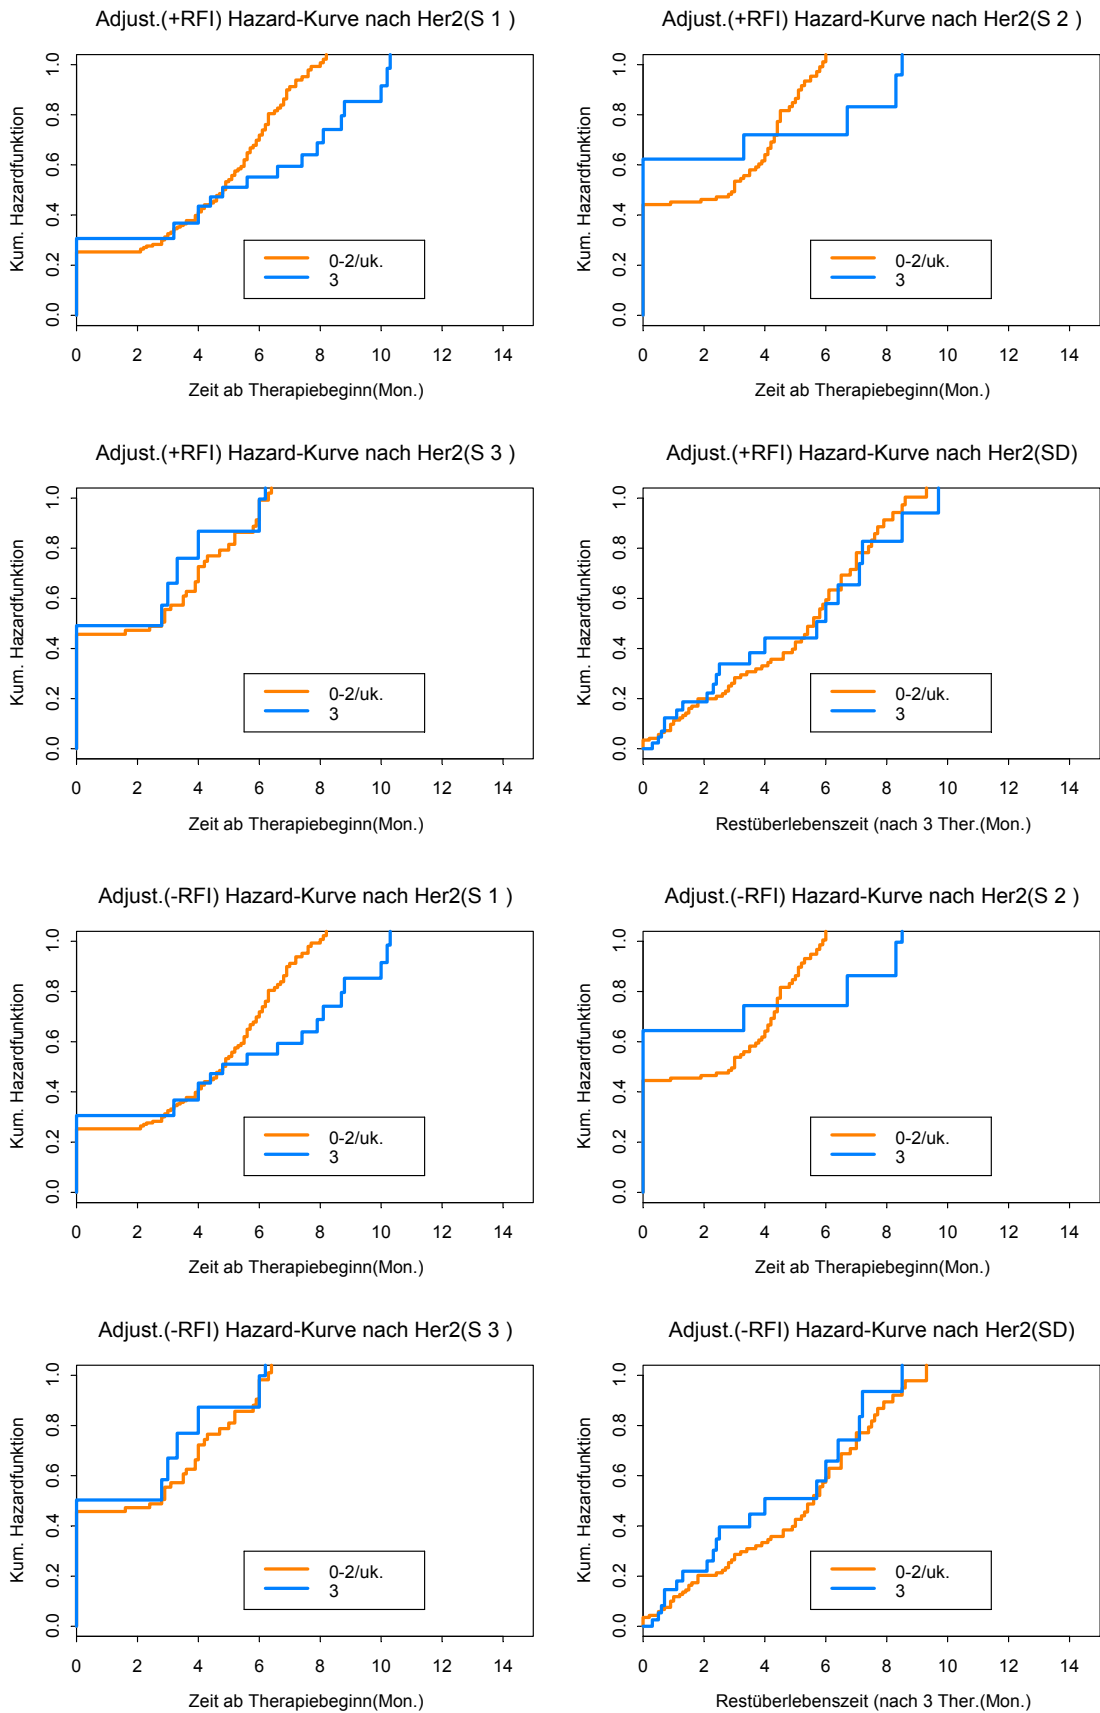 Adjust.(+RFI) Hazard-Kurve nach Her2(S 1 )
Kum. Hazardfunktion
1.0
0.8
0.6
0.4
0.2
0.0
0-2/uk.
3
0 2 4 6 8 10 12 14
Zeit ab Therapiebeginn(Mon.)
Adjust.(+RFI) Hazard-Kurve nach Her2(S 2 )
Kum. Hazardfunktion
1.0
0.8
0.6
0.4
0.2
0.0
0-2/uk.
3
0 2 4 6 8 10 12 14
Zeit ab Therapiebeginn(Mon.)
Adjust.(+RFI) Hazard-Kurve nach Her2(S 3 )
Kum. Hazardfunktion
1.0
0.8
0.6
0.4
0.2
0.0
0-2/uk.
3
0 2 4 6 8 10 12 14
Zeit ab Therapiebeginn(Mon.)
Adjust.(+RFI) Hazard-Kurve nach Her2(SD)
Kum. Hazardfunktion
1.0
0.8
0.6
0.4
0.2
0.0
0-2/uk.
3
0 2 4 6 8 10 12 14
Restüberlebenszeit (nach 3 Ther.(Mon.)
Adjust.(-RFI) Hazard-Kurve nach Her2(S 1 )
Kum. Hazardfunktion
1.0
0.8
0.6
0.4
0.2
0.0
0-2/uk.
3
0 2 4 6 8 10 12 14
Zeit ab Therapiebeginn(Mon.)
Adjust.(-RFI) Hazard-Kurve nach Her2(S 2 )
Kum. Hazardfunktion
1.0
0.8
0.6
0.4
0.2
0.0
0-2/uk.
3
0 2 4 6 8 10 12 14
Zeit ab Therapiebeginn(Mon.)
Adjust.(-RFI) Hazard-Kurve nach Her2(S 3 )
Kum. Hazardfunktion
1.0
0.8
0.6
0.4
0.2
0.0
0-2/uk.
3
0 2 4 6 8 10 12 14
Zeit ab Therapiebeginn(Mon.)
Adjust.(-RFI) Hazard-Kurve nach Her2(SD)
Kum. Hazardfunktion
1.0
0.8
0.6
0.4
0.2
0.0
0-2/uk.
3
0 2 4 6 8 10 12 14
Restüberlebenszeit (nach 3 Ther.(Mon.)